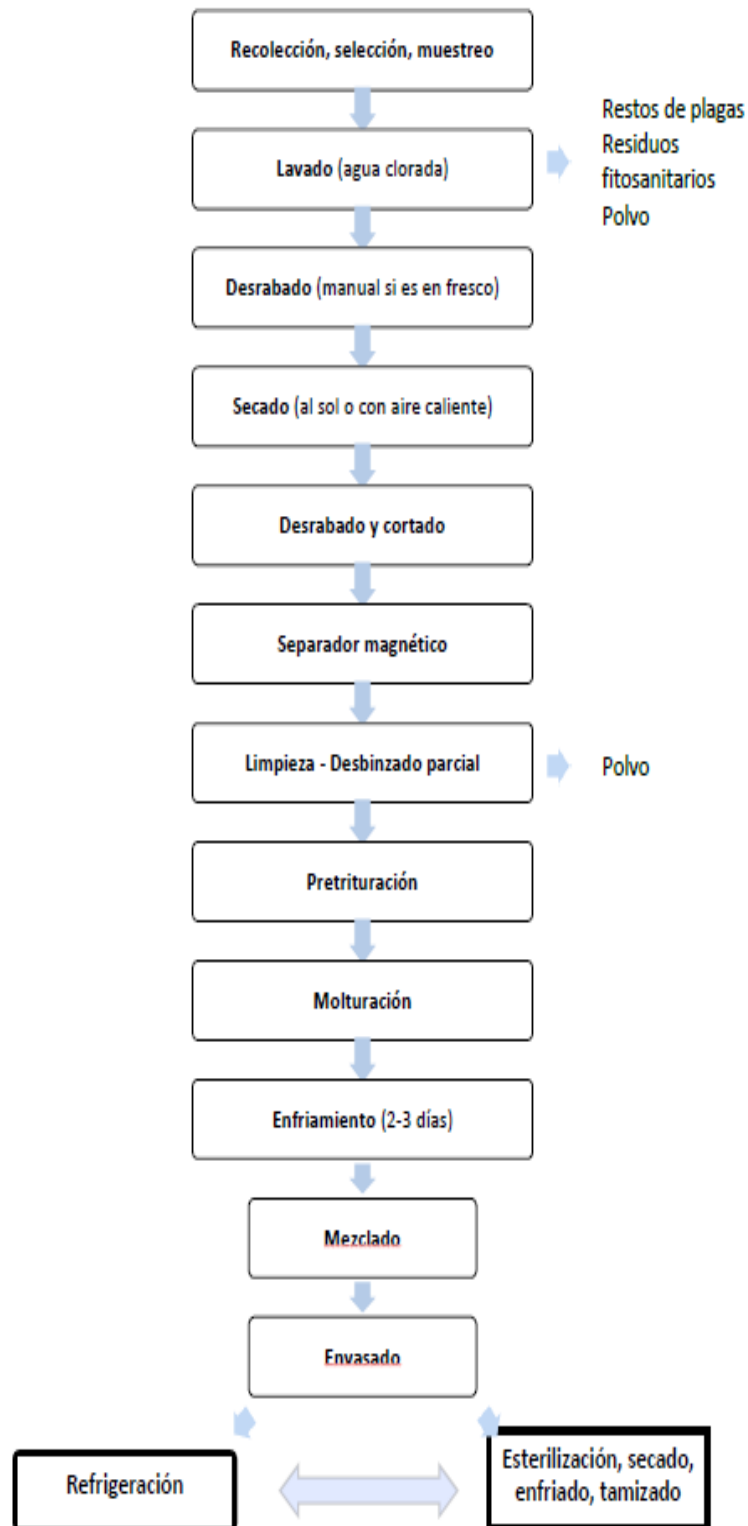 Recolección, selección, muestreo
Lavado (agua clorada)
Restos de plagas
Residuos
fitosanitarios
Polvo
Desrabado (manual si es en fresco)
Secado (al sol o con aire caliente)
Desrabado y cortado
Separador magnético
Limpieza - Desbinzado parcial
Polvo
Pretrituración
Molturación
Enfriamiento (2-3 días)
Mezclado
Envasado
Refrigeración
Esterilización, secado,
enfriado, tamizado